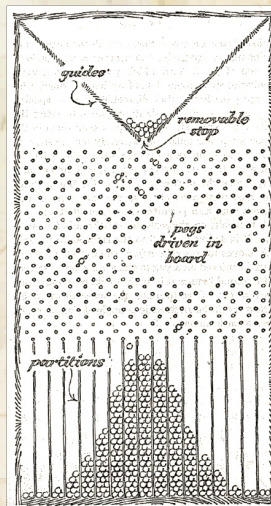 guides
removable
stop
pegs
driven in
board
partitions